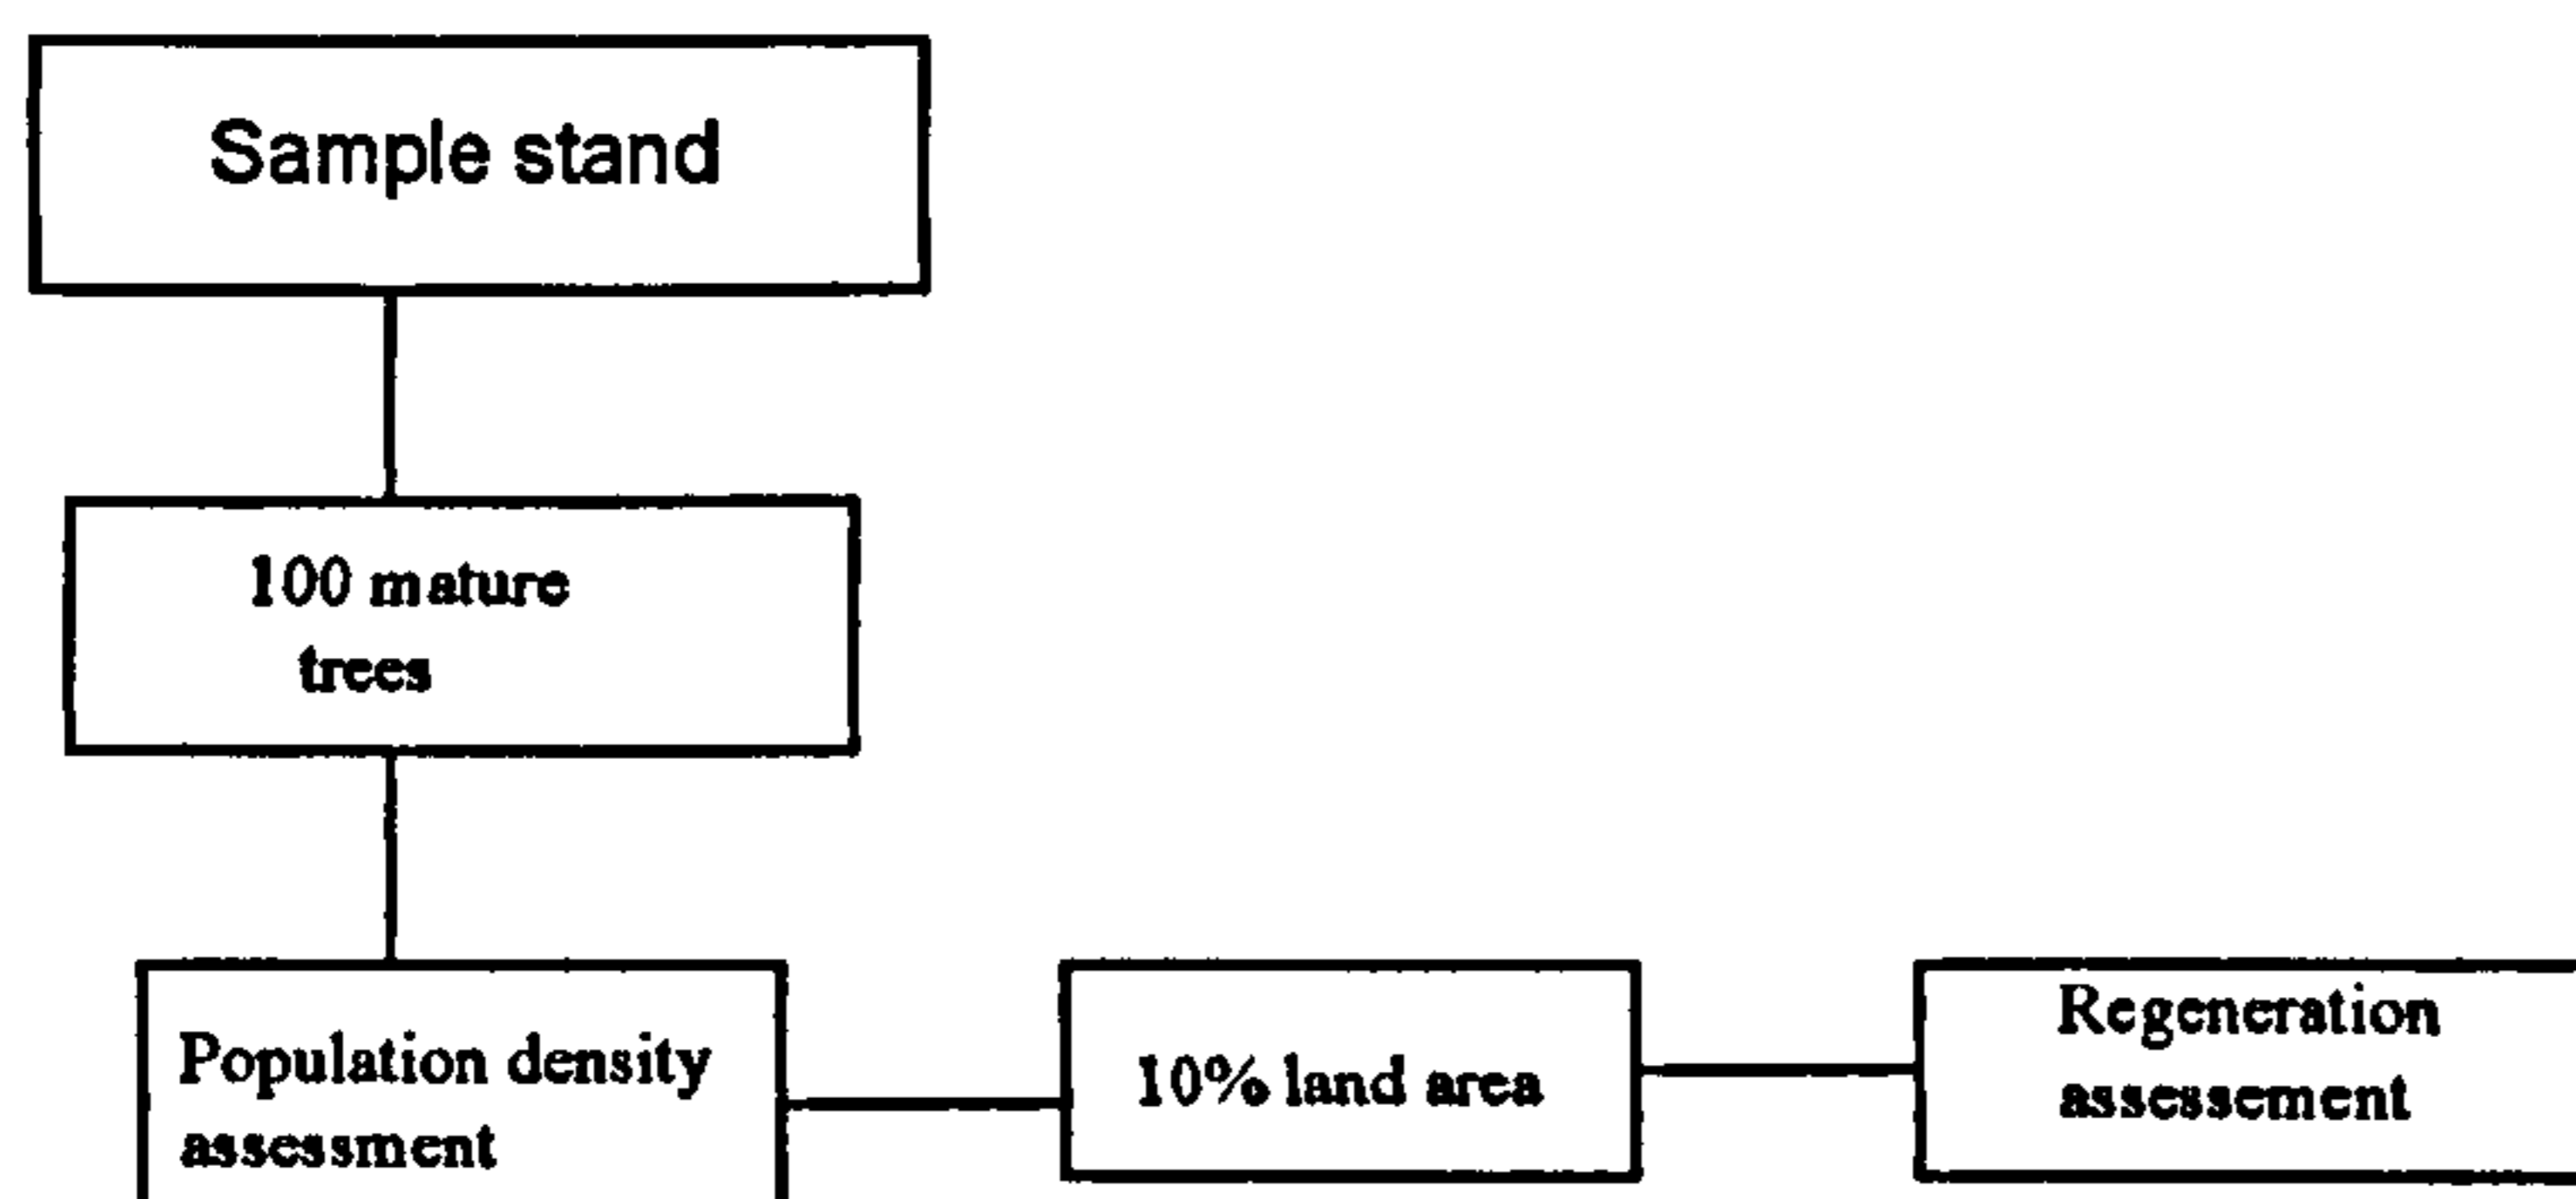 Sample stand
100 mature
trees
Population density
assessment
10% land area
Regeneration
assessement